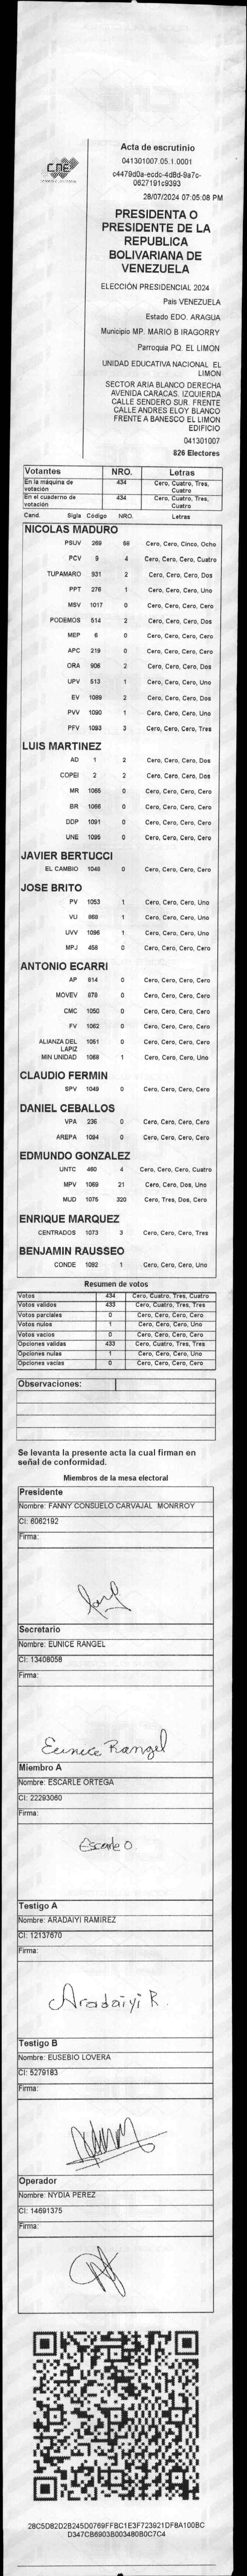 CNE
Acta de escrutinio
041301007.05.1.0001
c4479d0a-ecdc-4d8d-9a7c-
0627191c9393
28/07/2024 07:05:08 PM
PRESIDENTA O
PRESIDENTE DE LA
REPUBLICA
BOLIVARIANA DE
VENEZUELA
ELECCIÓN PRESIDENCIAL 2024
País VENEZUELA
Estado EDO. ARAGUA
Municipio MP. MARIO B IRAGORRY
Parroquia PQ. EL LIMON
UNIDAD EDUCATIVA NACIONAL EL
LIMON
SECTOR ARIA BLANCO DERECHA
AVENIDA CARACAS. IZQUIERDA
CALLE SENDERO SUR. FRENTE
CALLE ANDRES ELOY BLANCO
FRENTE A BANESCO EL LIMON
EDIFICIO
041301007
826 Electores
Votantes NRO. Letras
En la máquina de votación 434 Cero, Cuatro, Tres, Cuatro
En el cuaderno de votación 434 Cero, Cuatro, Tres, Cuatro
Cand. Sigla Código NRO. Letras
NICOLAS MADURO
PSUV 269 58 Cero, Cero, Cinco, Ocho
PCV 9 4 Cero, Cero, Cero, Cuatro
TUPAMARO 931 2 Cero, Cero, Cero, Dos
PPT 276 1 Cero, Cero, Cero, Uno
MSV 1017 0 Cero, Cero, Cero, Cero
PODEMOS 514 2 Cero, Cero, Cero, Dos
MEP 6 0 Cero, Cero, Cero, Cero
APC 219 0 Cero, Cero, Cero, Cero
ORA 906 2 Cero, Cero, Cero, Dos
UPV 513 1 Cero, Cero, Cero, Uno
EV 1089 2 Cero, Cero, Cero, Dos
PVV 1090 1 Cero, Cero, Cero, Uno
PFV 1093 3 Cero, Cero, Cero, Tres
LUIS MARTINEZ
AD 1 2 Cero, Cero, Cero, Dos
COPEI 2 2 Cero, Cero, Cero, Dos
MR 1065 0 Cero, Cero, Cero, Cero
BR 1066 0 Cero, Cero, Cero, Cero
DDP 1091 0 Cero, Cero, Cero, Cero
UNE 1095 0 Cero, Cero, Cero, Cero
JAVIER BERTUCCI
EL CAMBIO 1048 0 Cero, Cero, Cero, Cero
JOSE BRITO
PV 1053 1 Cero, Cero, Cero, Uno
VU 868 1 Cero, Cero, Cero, Uno
UVV 1096 1 Cero, Cero, Cero, Uno
MPJ 458 0 Cero, Cero, Cero, Cero
ANTONIO ECARRI
AP 814 0 Cero, Cero, Cero, Cero
MOVEV 878 0 Cero, Cero, Cero, Cero
CMC 1050 0 Cero, Cero, Cero, Cero
FV 1062 0 Cero, Cero, Cero, Cero
ALIANZA DEL LAPIZ 1051 0 Cero, Cero, Cero, Cero
MIN UNIDAD 1068 1 Cero, Cero, Cero, Uno
CLAUDIO FERMIN
SPV 1049 0 Cero, Cero, Cero, Cero
DANIEL CEBALLOS
VPA 236 0 Cero, Cero, Cero, Cero
AREPA 1094 0 Cero, Cero, Cero, Cero
EDMUNDO GONZALEZ
UNTC 460 4 Cero, Cero, Cero, Cuatro
MPV 1069 21 Cero, Cero, Dos, Uno
MUD 1075 320 Cero, Tres, Dos, Cero
ENRIQUE MARQUEZ
CENTRADOS 1073 3 Cero, Cero, Cero, Tres
BENJAMIN RAUSSEO
CONDE 1092 1 Cero, Cero, Cero, Uno
Resumen de votos
Votos 434 Cero, Cuatro, Tres, Cuatro
Votos validos 433 Cero, Cuatro, Tres, Tres
Votos parciales 0 Cero, Cero, Cero, Cero
Votos nulos 1 Cero, Cero, Cero, Uno
Votos vacios 0 Cero, Cero, Cero, Cero
Opciones validas 433 Cero, Cuatro, Tres, Tres
Opciones nulas 1 Cero, Cero, Cero, Uno
Opciones vacías 0 Cero, Cero, Cero, Cero
Observaciones:
Se levanta la presente acta la cual firman en
señal de conformidad.
Miembros de la mesa electoral
Presidente
Nombre: FANNY CONSUELO CARVAJAL MONRROY
CI: 6062192
Firma:
Secretario
Nombre: EUNICE RANGEL
CI: 13408058
Firma:
Eunice Rangel
Miembro A
Nombre: ESCARLE ORTEGA
CI: 22293060
Firma:
Escarle O
Testigo A
Nombre: ARADAIYI RAMIREZ
CI: 12137670
Firma:
Aradaiyi R.
Testigo B
Nombre: EUSEBIO LOVERA
CI: 5279183
Firma:
Operador
Nombre: NYDIA PEREZ
CI: 14691375
Firma:
28C5D82D2B245D0769FFBC1E3F723921DF8A100BC
D347CB6903B003480B0C7C4